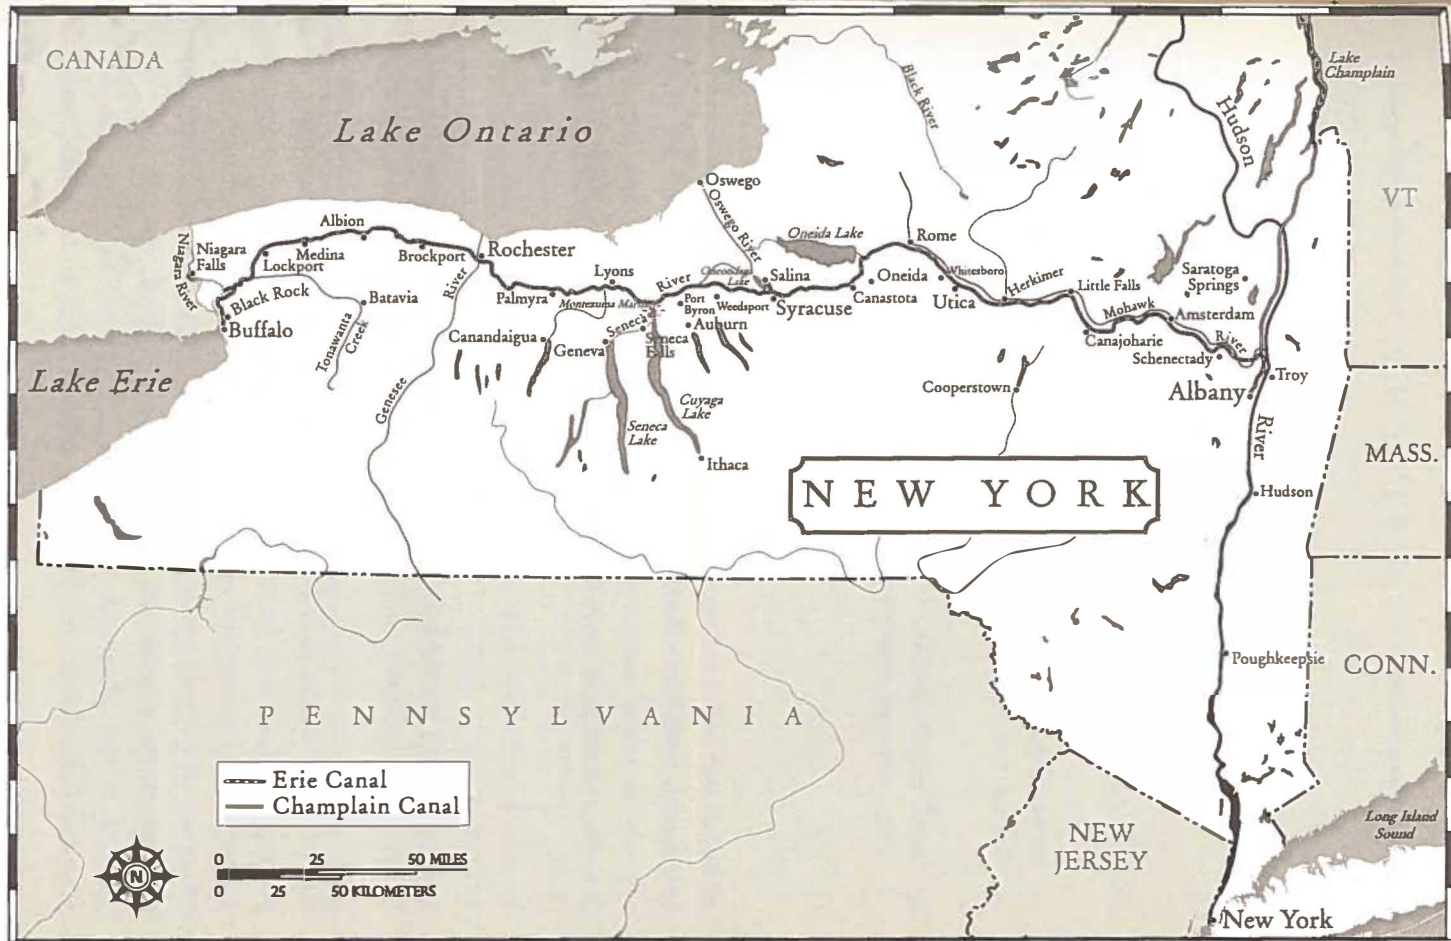 CANADA
Lake Ontario
Lake
Champlain
Hudson
Black River
VT
Oswego
Oswego River
Oneida Lake
Rome
Albion
Niagara River
Niagara
Falls
Medina
Lockport
Brockport
Rochester
Lyons
River
Onondaga
Lake
Salina
Oneida
Whitesboro
Herkimer
Little Falls
Saratoga
Springs
Black Rock
Buffalo
Batavia
Tonawanta
Creek
River
Genesee
Palmyra
Montezuma Marshes
Port
Byron
Weedsport
Syracuse
Canastota
Utica
Mohawk
River
Amsterdam
Canajoharie
Schenectady
Canandaigua
Geneva
Seneca
Seneca
Falls
Auburn
Lake Erie
Cooperstown
Albany
Troy
Cuyaga
Lake
Seneca
Lake
Ithaca
River
MASS.
NEW YORK
Hudson
Poughkeepsie
CONN.
PENNSYLVANIA
Erie Canal
Champlain Canal
NEW
JERSEY
Long Island
Sound
N
0 25 50 MILES
0 25 50 KILOMETERS
New York